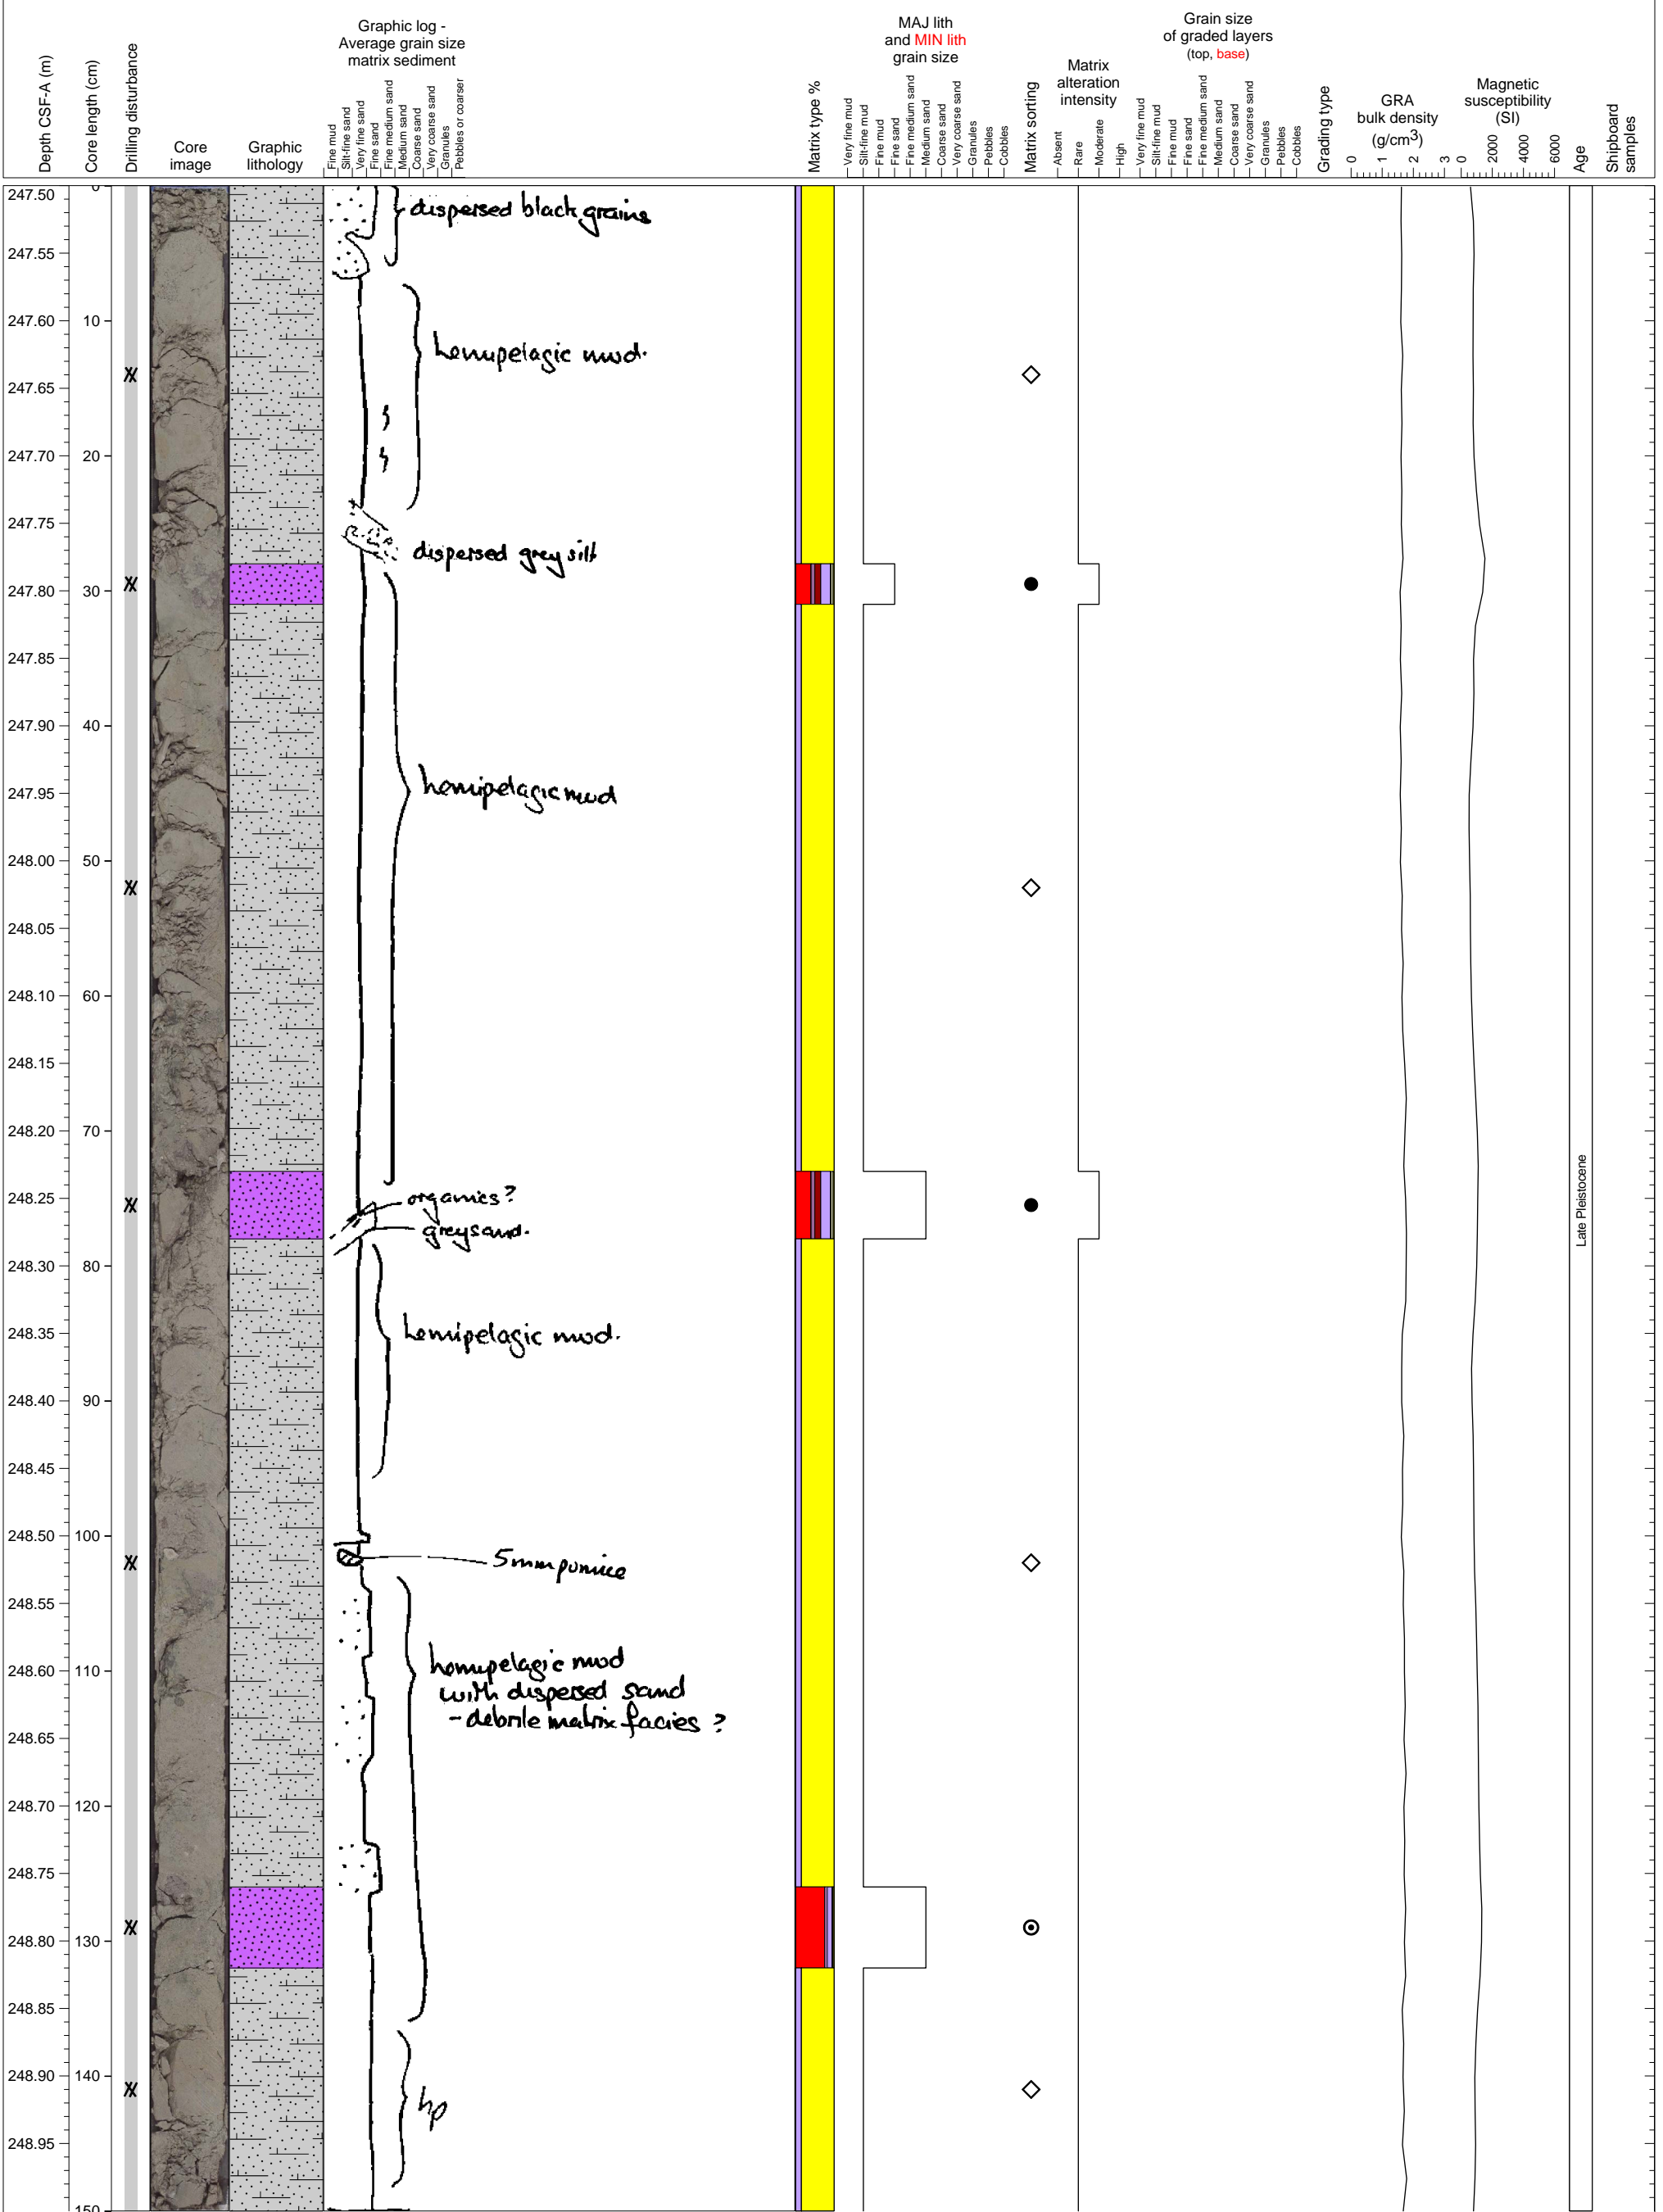 Depth CSF-A (m)
Core length (cm)
Drilling disturbance
Core
image
Graphic
lithology
Graphic log -
Average grain size
matrix sediment
Fine mud
Silt-fine sand
Very fine sand
Fine sand
Fine medium sand
Medium sand
Coarse sand
Very coarse sand
Granules
Pebbles or coarser
Matrix type %
MAJ lith
and MIN lith
grain size
Very fine mud
Silt-fine mud
Fine mud
Fine sand
Fine medium sand
Medium sand
Coarse sand
Very coarse sand
Granules
Pebbles
Cobbles
Matrix sorting
Matrix
alteration
intensity
Absent
Rare
Moderate
High
Grain size
of graded layers
(top, base)
Very fine mud
Silt-fine mud
Fine mud
Fine sand
Fine medium sand
Medium sand
Coarse sand
Very coarse sand
Granules
Pebbles
Cobbles
Grading type
GRA
bulk density
(g/cm3)
0 1 2 3
Magnetic
susceptibility
(SI)
0 2000 4000 6000
Age
Shipboard
samples
247.50 0
dispersed black grains
247.55
247.60 10
hemipelagic mud.
247.65
247.70 20
247.75
dispersed grey silt
247.80 30
247.85
247.90 40
247.95
hemipelagic mud
248.00 50
248.05
248.10 60
248.15
248.20 70
248.25
organics?
grey sand.
248.30 80
248.35
hemipelagic mud.
248.40 90
248.45
248.50 100
5mm pumice
248.55
248.60 110
hemipelagic mud
with dispersed sand
- debrite matrix facies ?
248.65
248.70 120
248.75
248.80 130
248.85
248.90 140
hp
248.95
150
Late Pleistocene